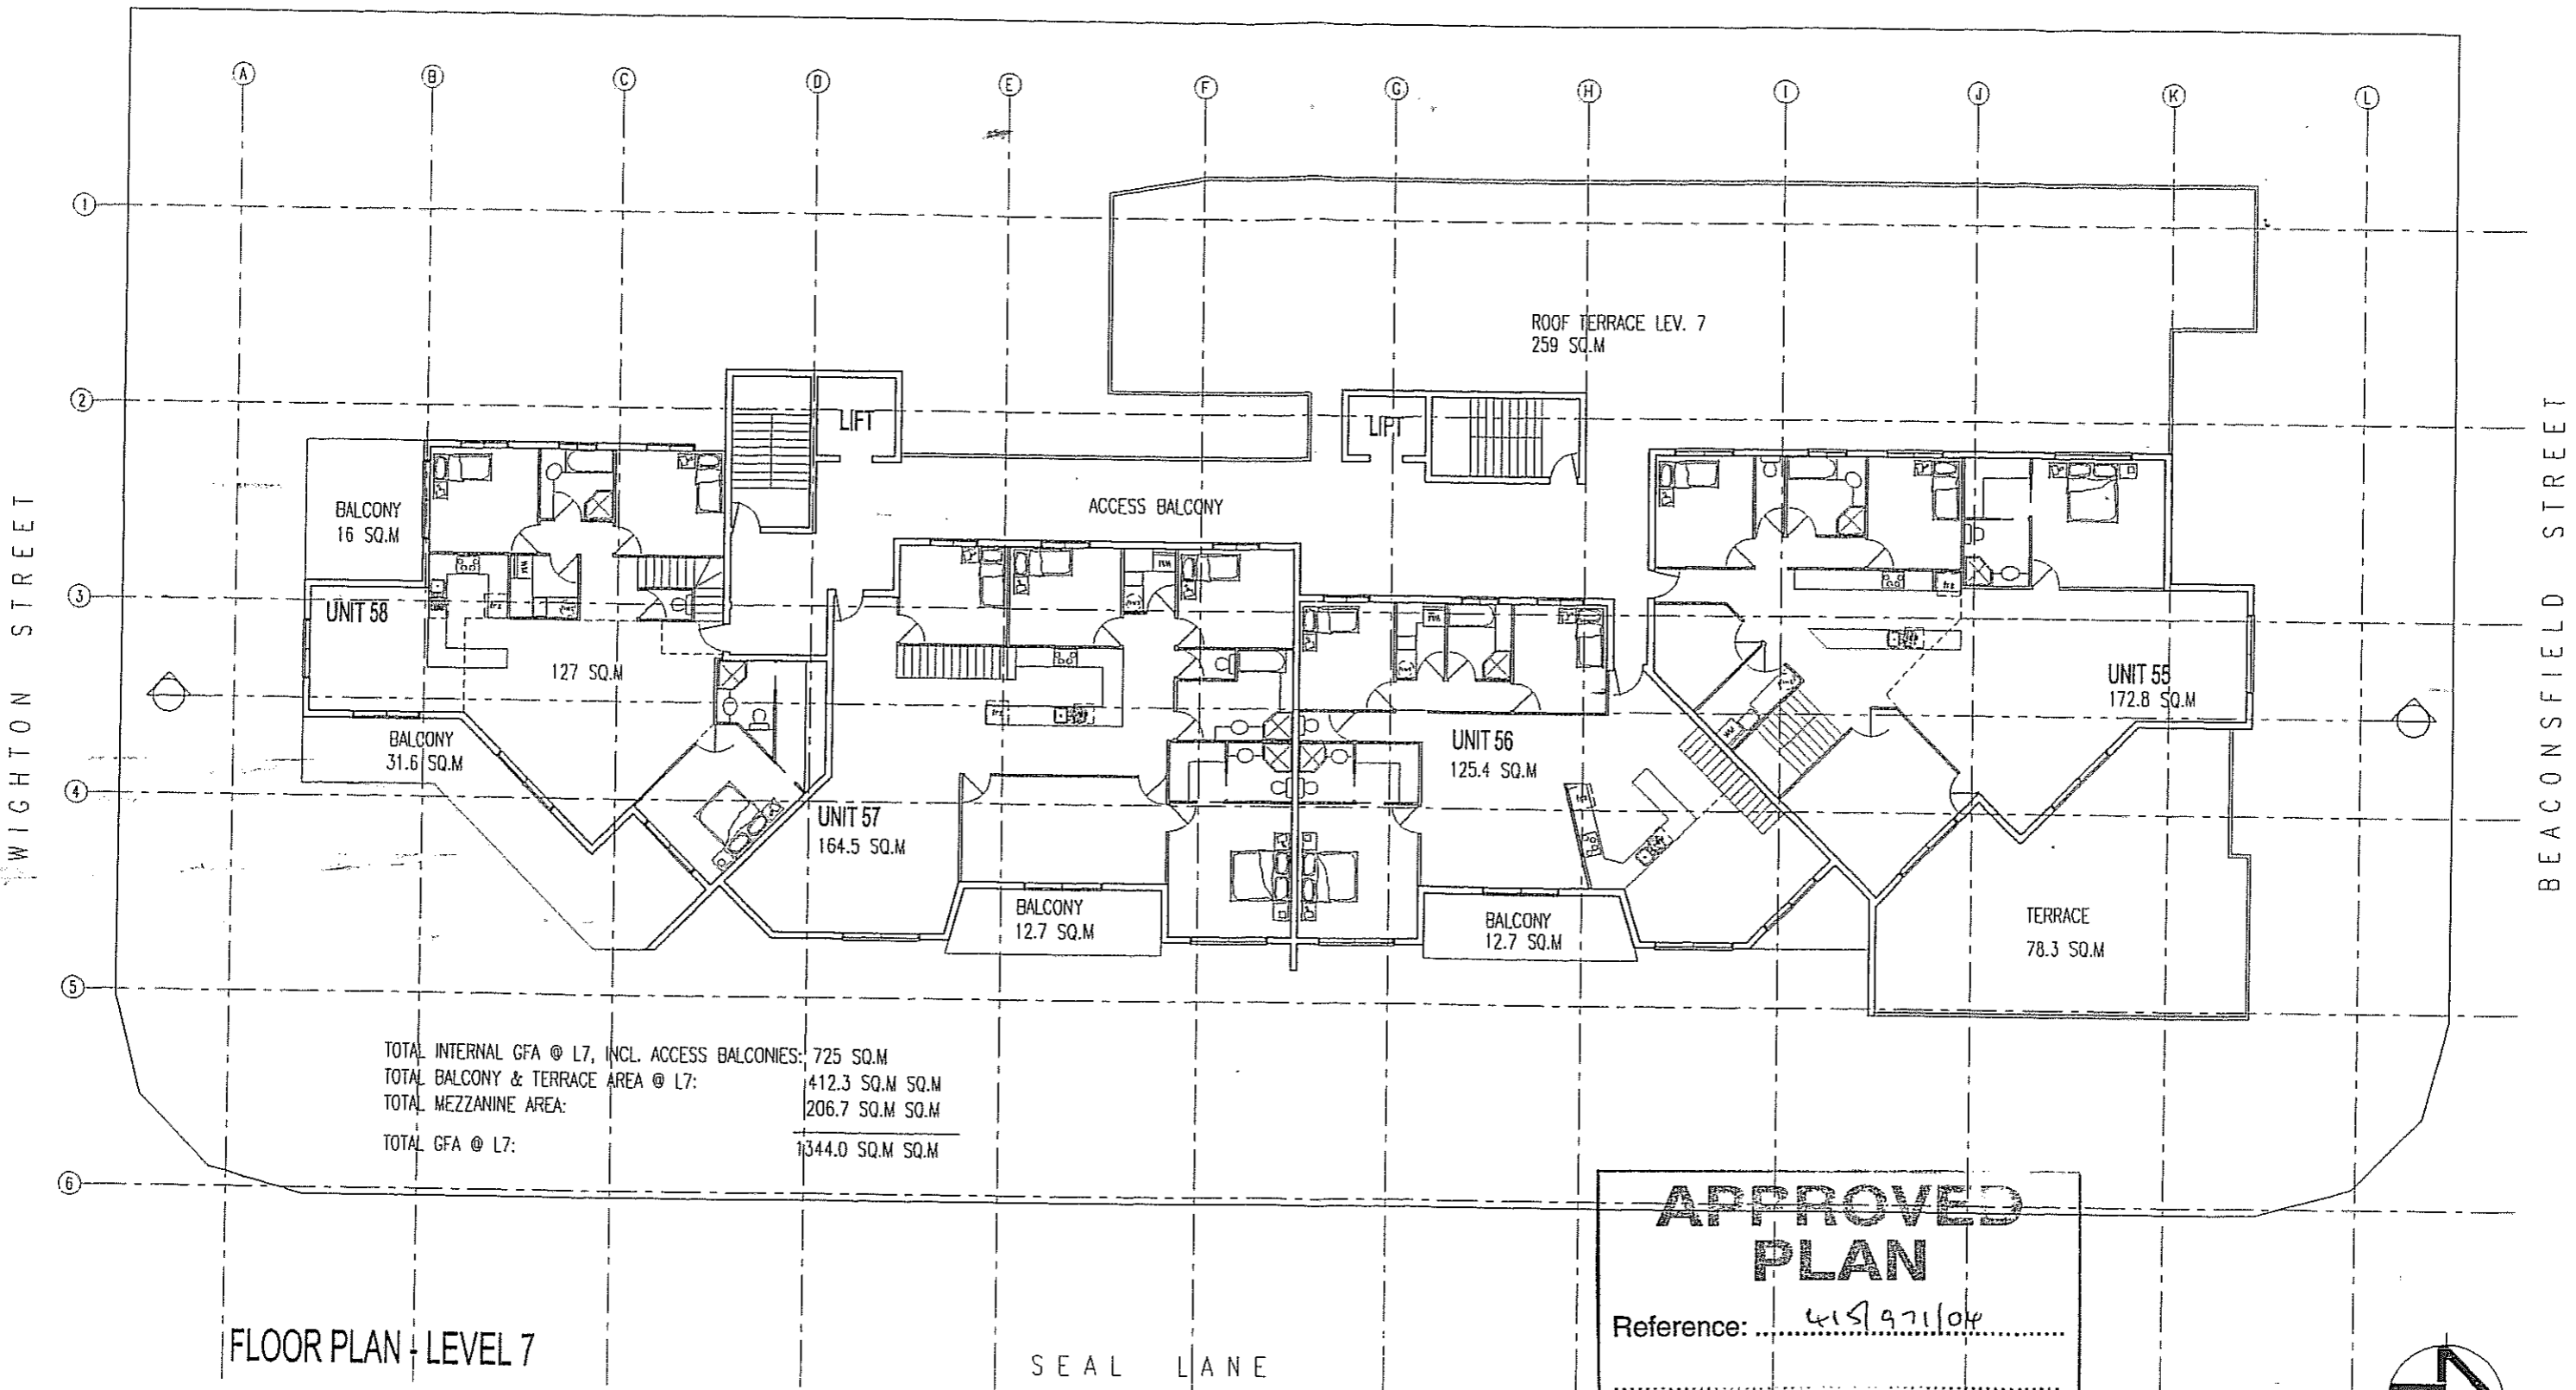 A B C D E F G H I J K L
1
ROOF TERRACE LEV. 7
259 SQ.M
2
LIFT
LIFT
BALCONY
16 SQ.M
ACCESS BALCONY
WIGHTON STREET
BEACONSFIELD STREET
3
UNIT 58
127 SQ.M
UNIT 55
172.8 SQ.M
BALCONY
31.6 SQ.M
UNIT 56
125.4 SQ.M
4
UNIT 57
164.5 SQ.M
BALCONY
12.7 SQ.M
BALCONY
12.7 SQ.M
TERRACE
78.3 SQ.M
5
TOTAL INTERNAL GFA @ L7, INCL. ACCESS BALCONIES: 725 SQ.M
TOTAL BALCONY & TERRACE AREA @ L7: 412.3 SQ.M SQ.M
TOTAL MEZZANINE AREA: 206.7 SQ.M SQ.M
TOTAL GFA @ L7: 1344.0 SQ.M SQ.M
6
APPROVED
PLAN
Reference: 415/971/04
FLOOR PLAN - LEVEL 7
SEAL LANE